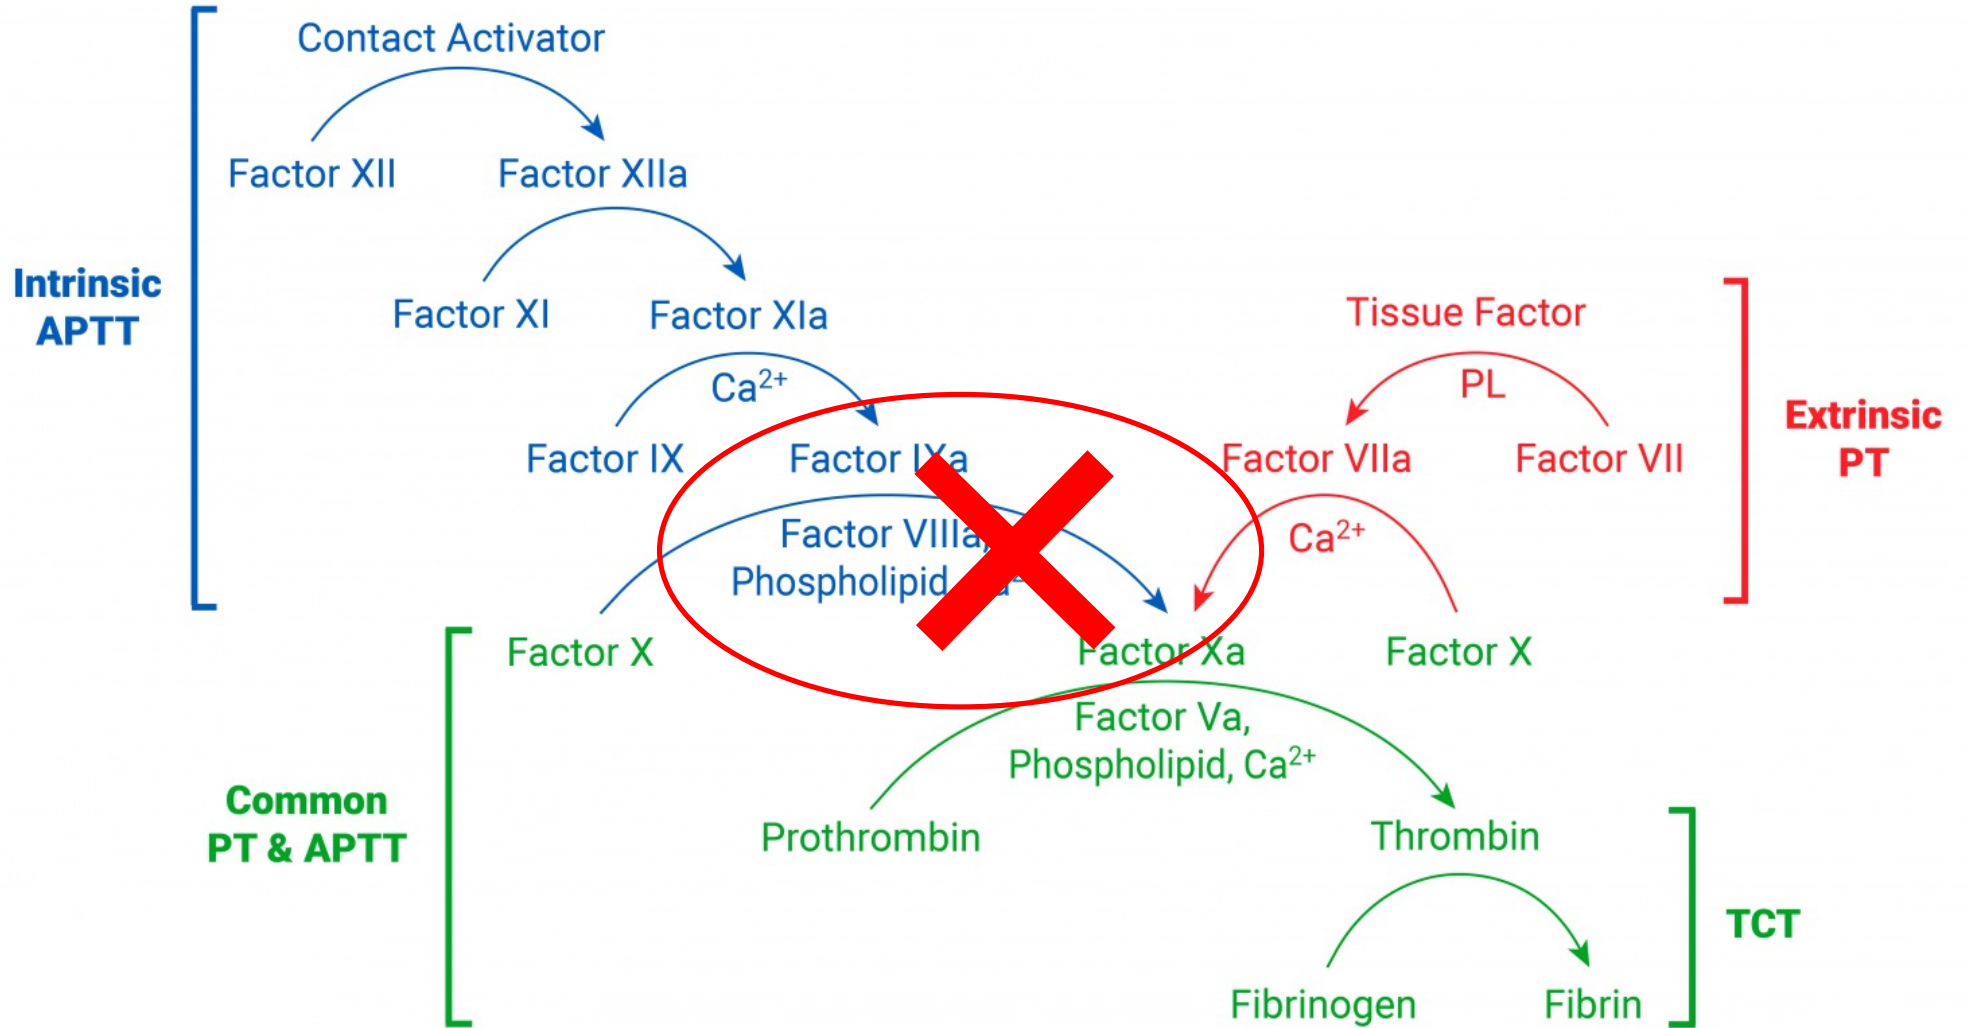 Contact Activator
Factor XII
Factor XIIa
Intrinsic
APTT
Factor XI
Factor XIa
Tissue Factor
Ca²⁺
PL
Extrinsic
PT
Factor IX
Factor IXa
Factor VIIa
Factor VII
Factor VIIIa,
Ca²⁺
Phospholipid
Factor X
Factor Xa
Factor X
Factor Va,
Phospholipid, Ca²⁺
Common
PT & APTT
Prothrombin
Thrombin
TCT
Fibrinogen
Fibrin